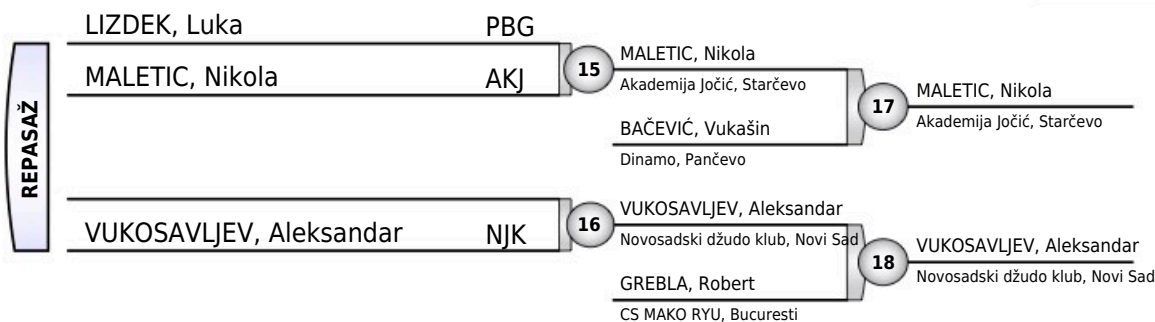 REPASAŽ
LIZDEK, Luka PBG
MALETIC, Nikola AKJ
15
MALETIC, Nikola
Akademija Jočić, Starčevo
BAČEVIĆ, Vukašin
Dinamo, Pančevo
17
MALETIC, Nikola
Akademija Jočić, Starčevo
VUKOSAVLJEV, Aleksandar NJK
16
VUKOSAVLJEV, Aleksandar
Novosadski džudo klub, Novi Sad
GREBLA, Robert
CS MAKO RYU, Bucuresti
18
VUKOSAVLJEV, Aleksandar
Novosadski džudo klub, Novi Sad